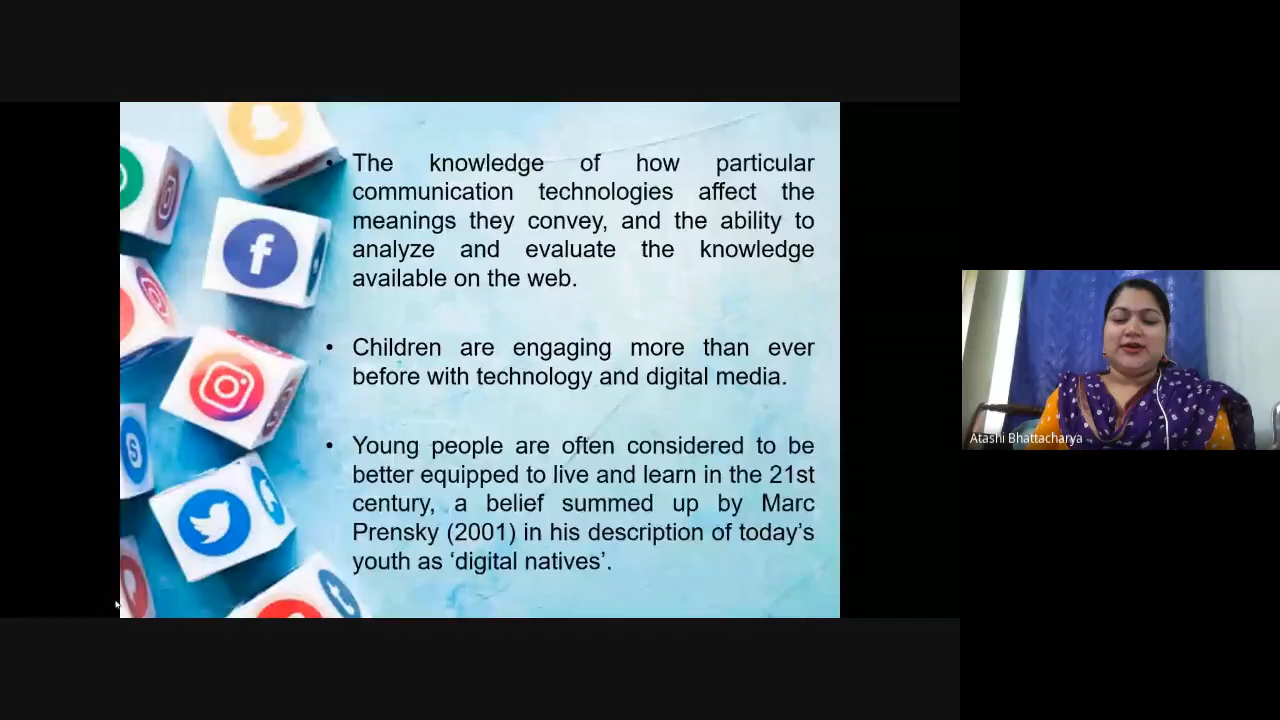 • The knowledge of how particular
communication technologies affect the
meanings they convey, and the ability to
analyze and evaluate the knowledge
available on the web.
• Children are engaging more than ever
before with technology and digital media.
• Young people are often considered to be
better equipped to live and learn in the 21st
century, a belief summed up by Marc
Prensky (2001) in his description of today’s
youth as ‘digital natives’.
Atashi Bhattacharya